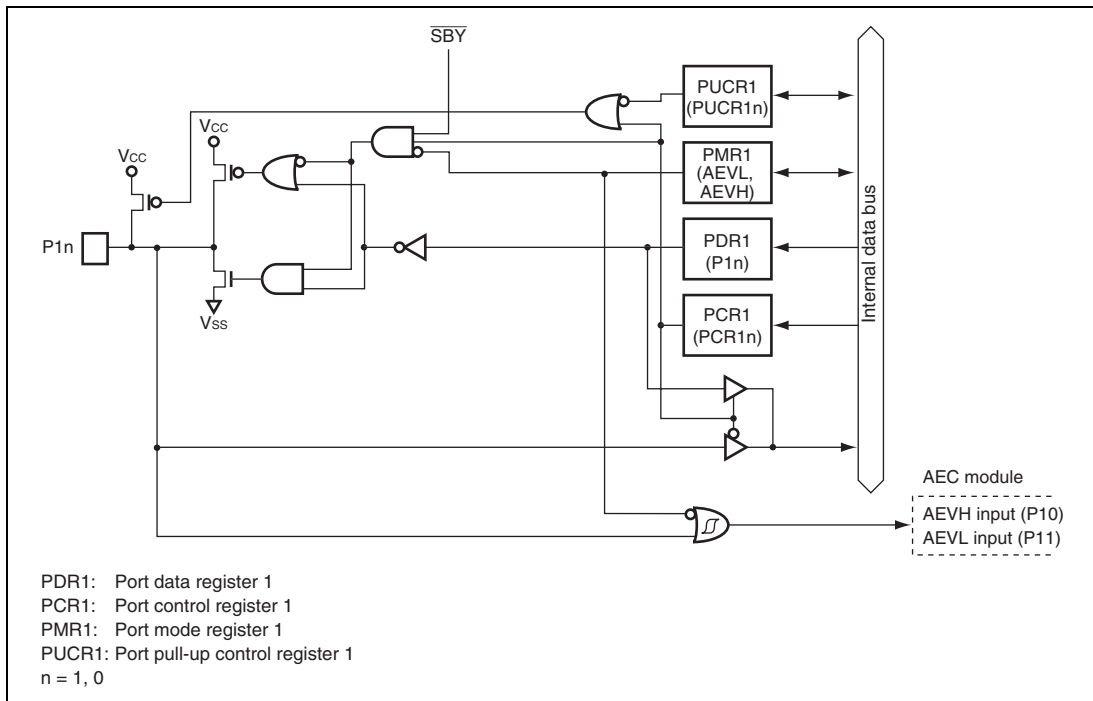 SBY
PUCR1
(PUCR1n)
VCC
VCC
PMR1
(AEVL,
AEVH)
P1n
PDR1
(P1n)
VSS
PCR1
(PCR1n)
Internal data bus
AEC module
AEVH input (P10)
AEVL input (P11)
PDR1: Port data register 1
PCR1: Port control register 1
PMR1: Port mode register 1
PUCR1: Port pull-up control register 1
n = 1, 0